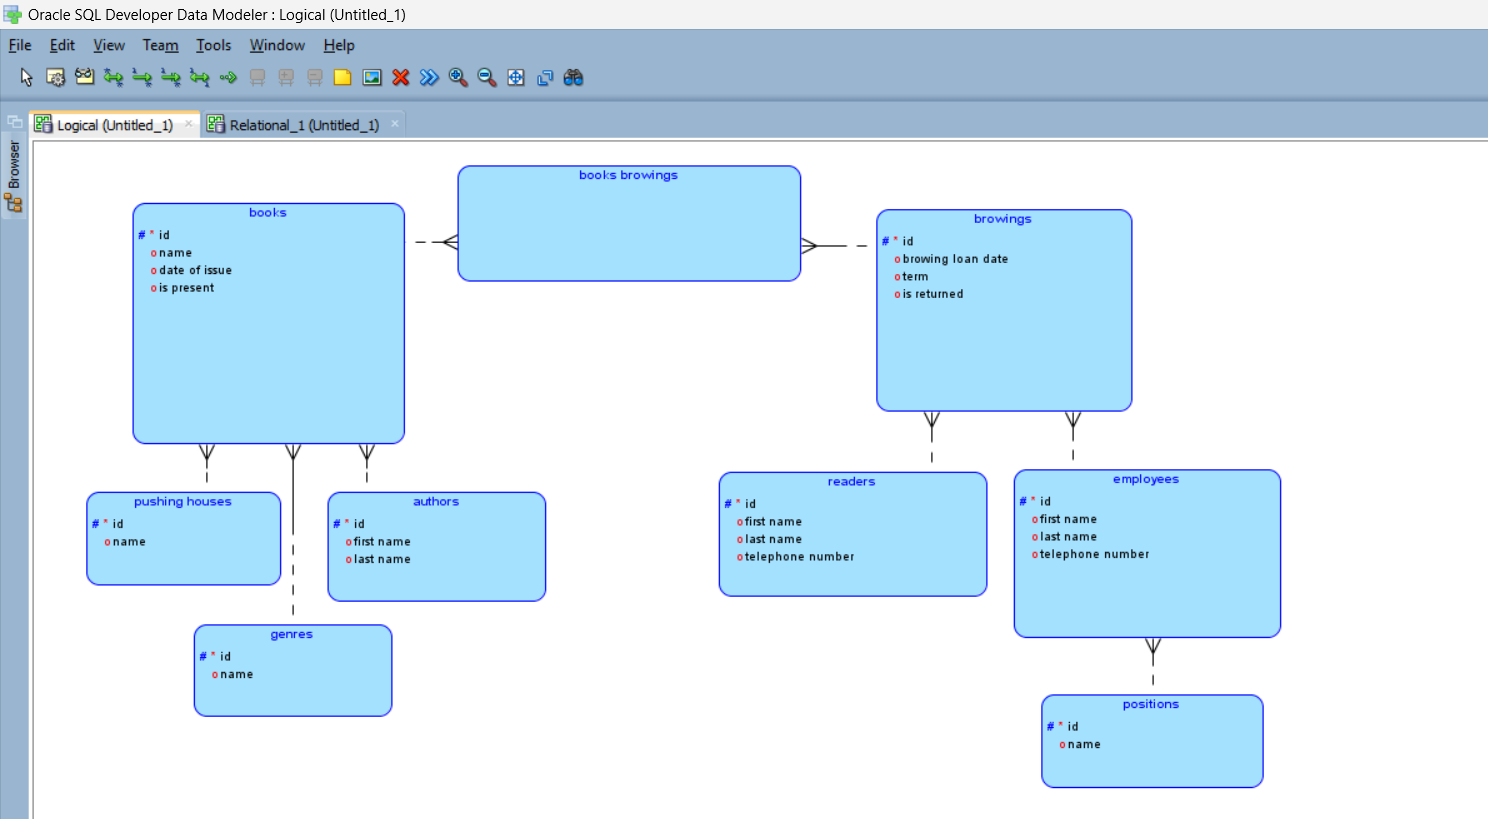 Oracle SQL Developer Data Modeler : Logical (Untitled_1)
File Edit View Team Tools Window Help
Logical (Untitled_1) Relational_1 (Untitled_1)
Browser
books browings
books
# * id
o name
o date of issue
o is present
browings
# * id
o browing loan date
o term
o is returned
pushing houses
# * id
o name
authors
# * id
o first name
o last name
readers
# * id
o first name
o last name
o telephone number
employees
# * id
o first name
o last name
o telephone number
genres
# * id
o name
positions
# * id
o name